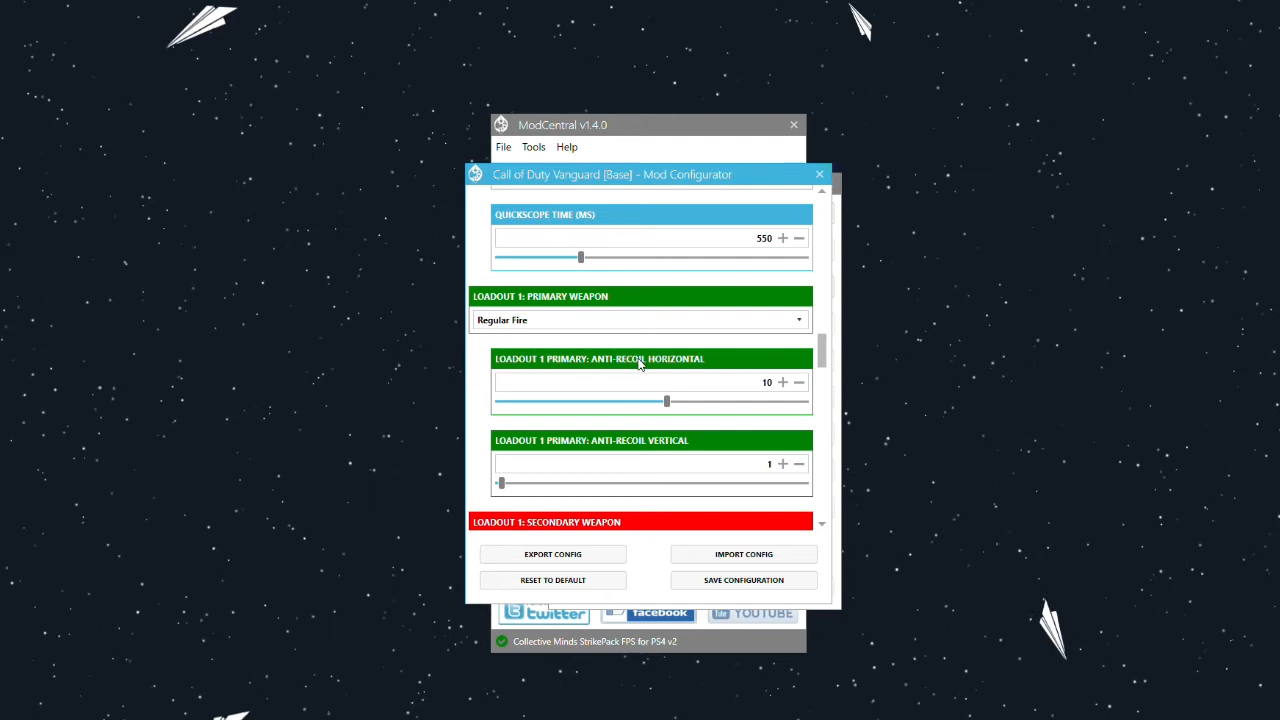 ModCentral v1.4.0
File Tools Help
Call of Duty Vanguard [Base] - Mod Configurator
QUICKSCOPE TIME (MS)
550
LOADOUT 1: PRIMARY WEAPON
Regular Fire
LOADOUT 1 PRIMARY: ANTI-RECOIL HORIZONTAL
10
LOADOUT 1 PRIMARY: ANTI-RECOIL VERTICAL
1
LOADOUT 1: SECONDARY WEAPON
EXPORT CONFIG
IMPORT CONFIG
RESET TO DEFAULT
SAVE CONFIGURATION
twitter
facebook
YOUTUBE
Collective Minds StrikePack FPS for PS4 v2